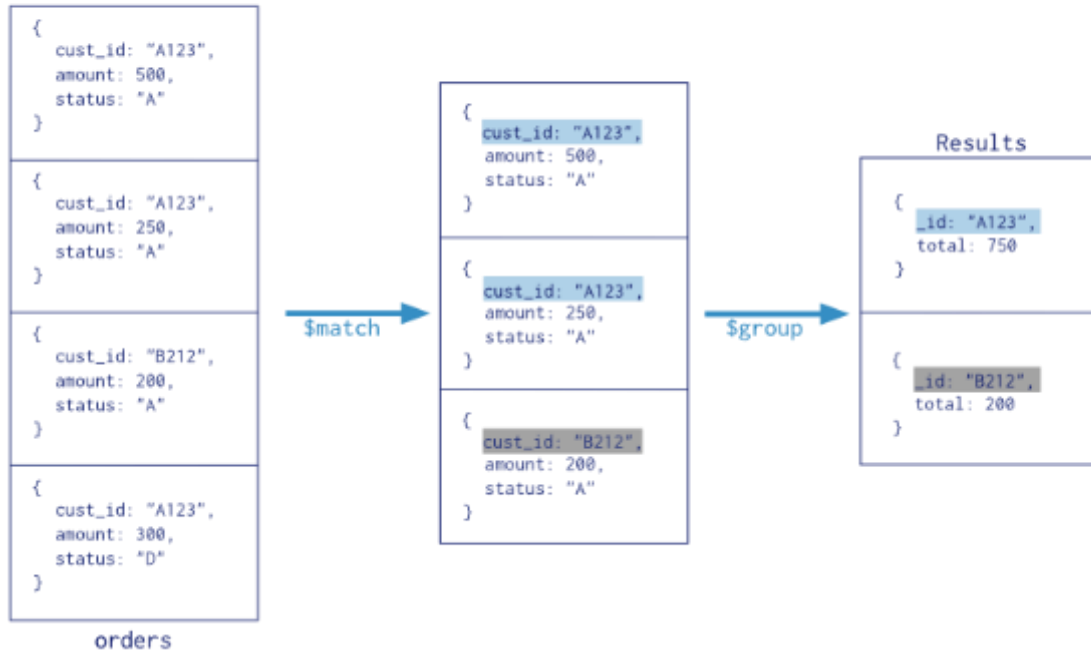 {
cust_id: "A123",
amount: 500,
status: "A"
}
{
cust_id: "A123",
amount: 250,
status: "A"
}
{
cust_id: "B212",
amount: 200,
status: "A"
}
{
cust_id: "A123",
amount: 300,
status: "D"
}
orders
$match
{
cust_id: "A123",
amount: 500,
status: "A"
}
{
cust_id: "A123",
amount: 250,
status: "A"
}
{
cust_id: "B212",
amount: 200,
status: "A"
}
$group
Results
{
_id: "A123",
total: 750
}
{
_id: "B212",
total: 200
}